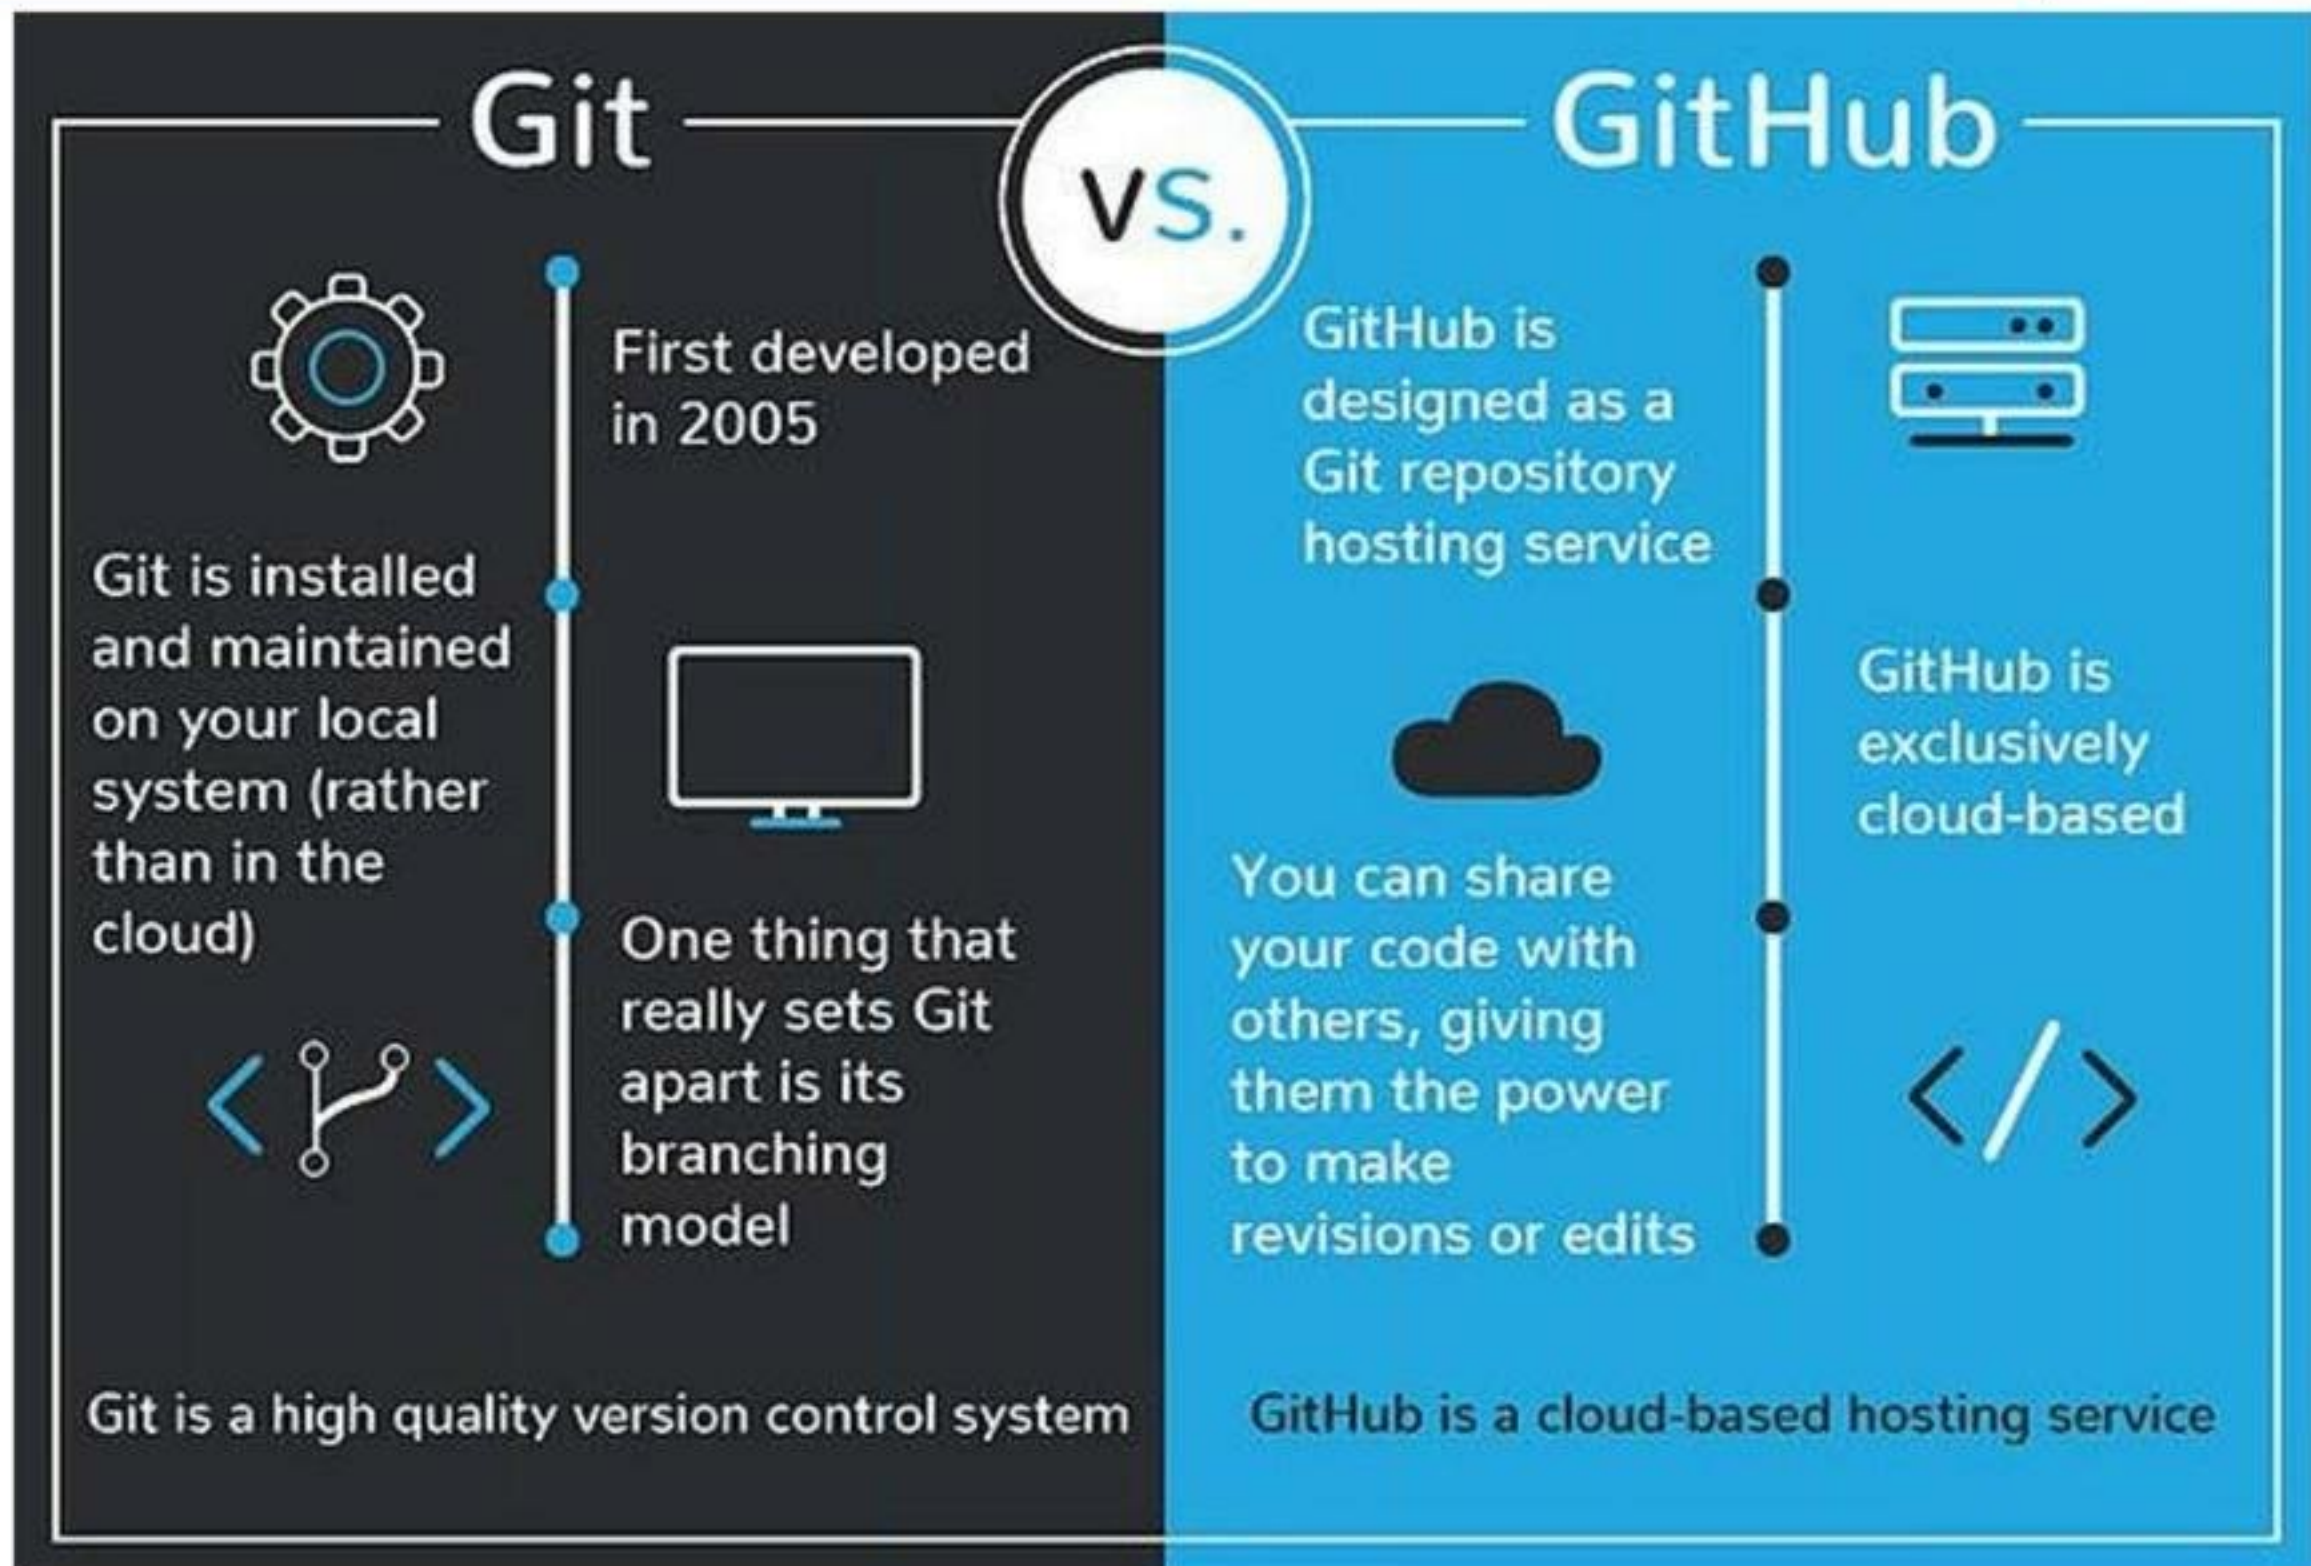 Git
vs.
GitHub
First developed
in 2005
Git is installed
and maintained
on your local
system (rather
than in the
cloud)
One thing that
really sets Git
apart is its
branching
model
Git is a high quality version control system
GitHub is
designed as a
Git repository
hosting service
GitHub is
exclusively
cloud-based
You can share
your code with
others, giving
them the power
to make
revisions or edits
GitHub is a cloud-based hosting service